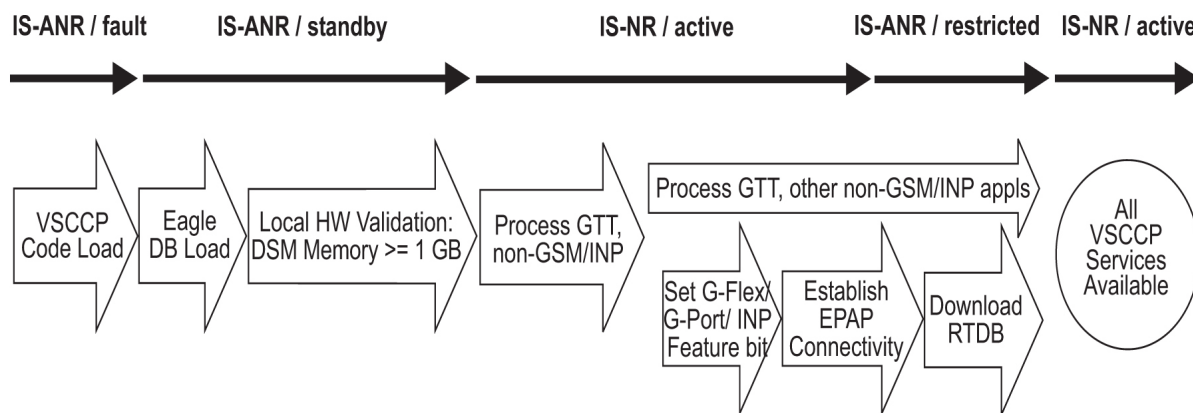 IS-ANR / fault
IS-ANR / standby
IS-NR / active
IS-ANR / restricted
IS-NR / active
VSCCP
Code Load
Eagle
DB Load
Local HW Validation:
DSM Memory >= 1 GB
Process GTT,
non-GSM/INP
Process GTT, other non-GSM/INP appls
Set G-Flex/
G-Port/ INP
Feature bit
Establish
EPAP
Connectivity
Download
RTDB
All
VSCCP
Services
Available